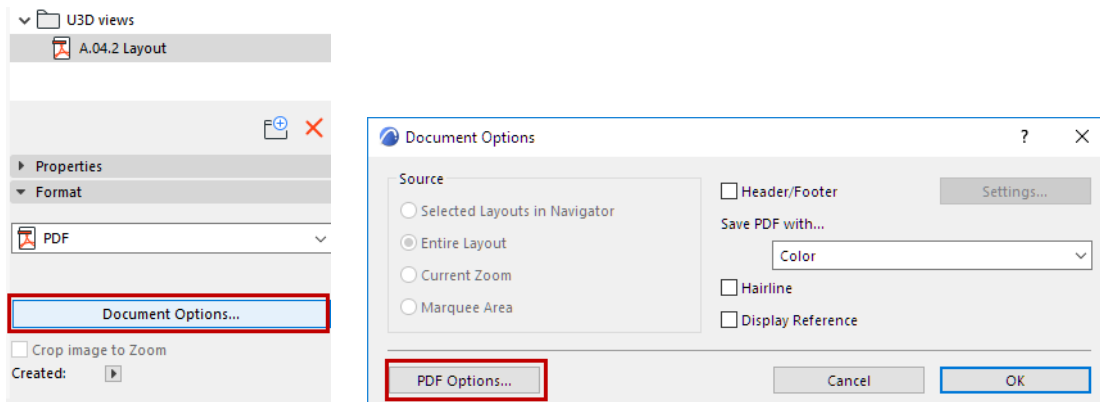 U3D views
A.04.2 Layout
Properties
Format
PDF
Document Options...
Crop image to Zoom
Created:
Document Options
?
Source
Selected Layouts in Navigator
Entire Layout
Current Zoom
Marquee Area
Header/Footer
Settings...
Save PDF with...
Color
Hairline
Display Reference
PDF Options...
Cancel
OK